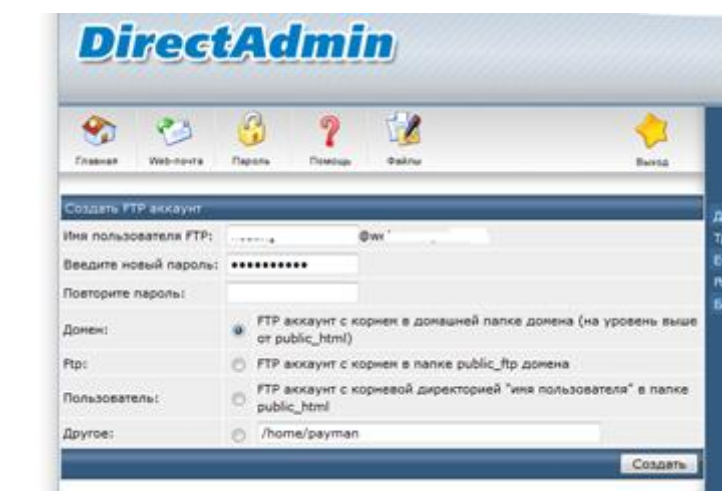 DirectAdmin
Главная Web-почта Пароль Помощь Файлы Выход
Создать FTP аккаунт
Имя пользователя FTP:
Введите новый пароль: ••••••••••
Повторите пароль:
Домен: FTP аккаунт с корнем в домашней папке домена (на уровень выше
от public_html)
Ftp: FTP аккаунт с корнем в папке public_ftp домена
Пользователь: FTP аккаунт с корневой директорией "имя пользователя" в папке
public_html
Другое: /home/payman
Создать